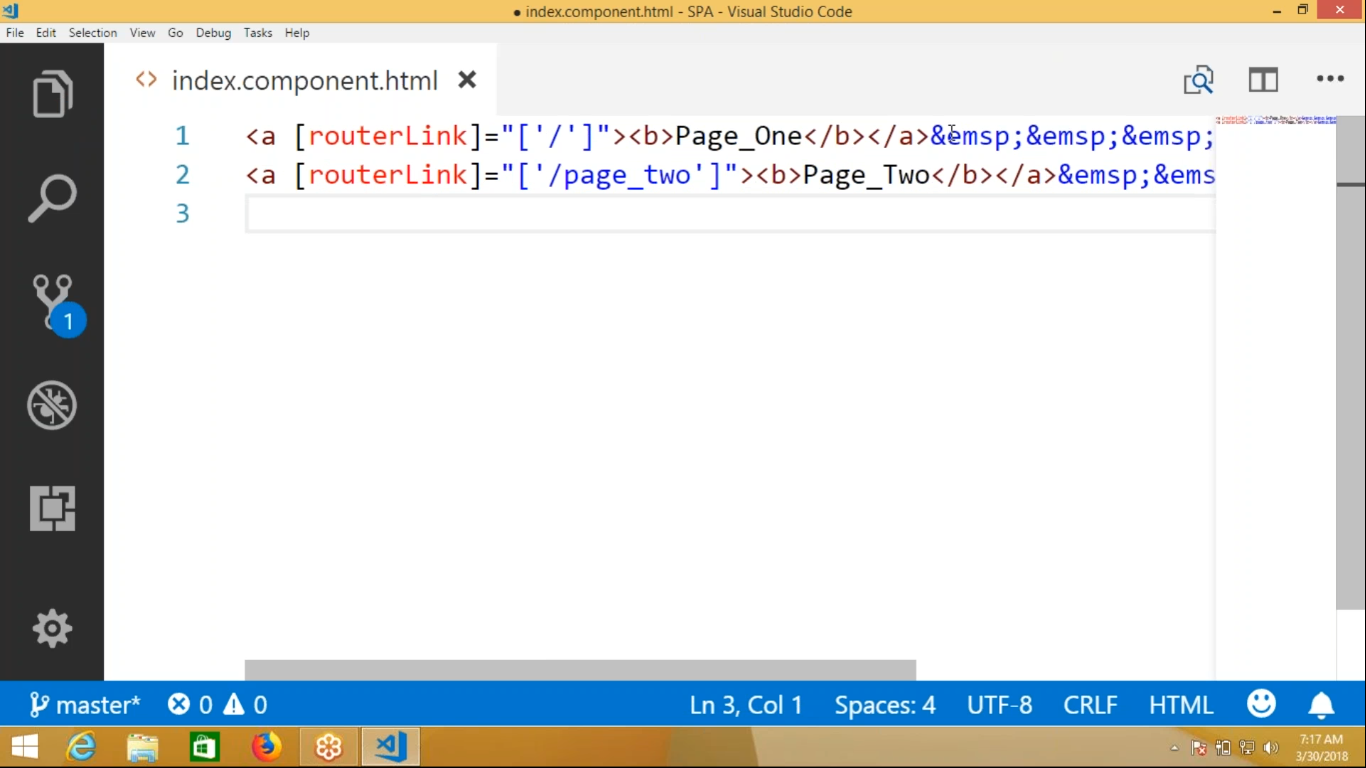 ● index.component.html - SPA - Visual Studio Code
File Edit Selection View Go Debug Tasks Help
<> index.component.html
1 <a [routerLink]="['/']"><b>Page_One</b></a>&emsp;&emsp;&emsp;
2 <a [routerLink]="['/page_two']"><b>Page_Two</b></a>&emsp;&ems
3
1
master* 0 0 Ln 3, Col 1 Spaces: 4 UTF-8 CRLF HTML
7:17 AM
3/30/2018